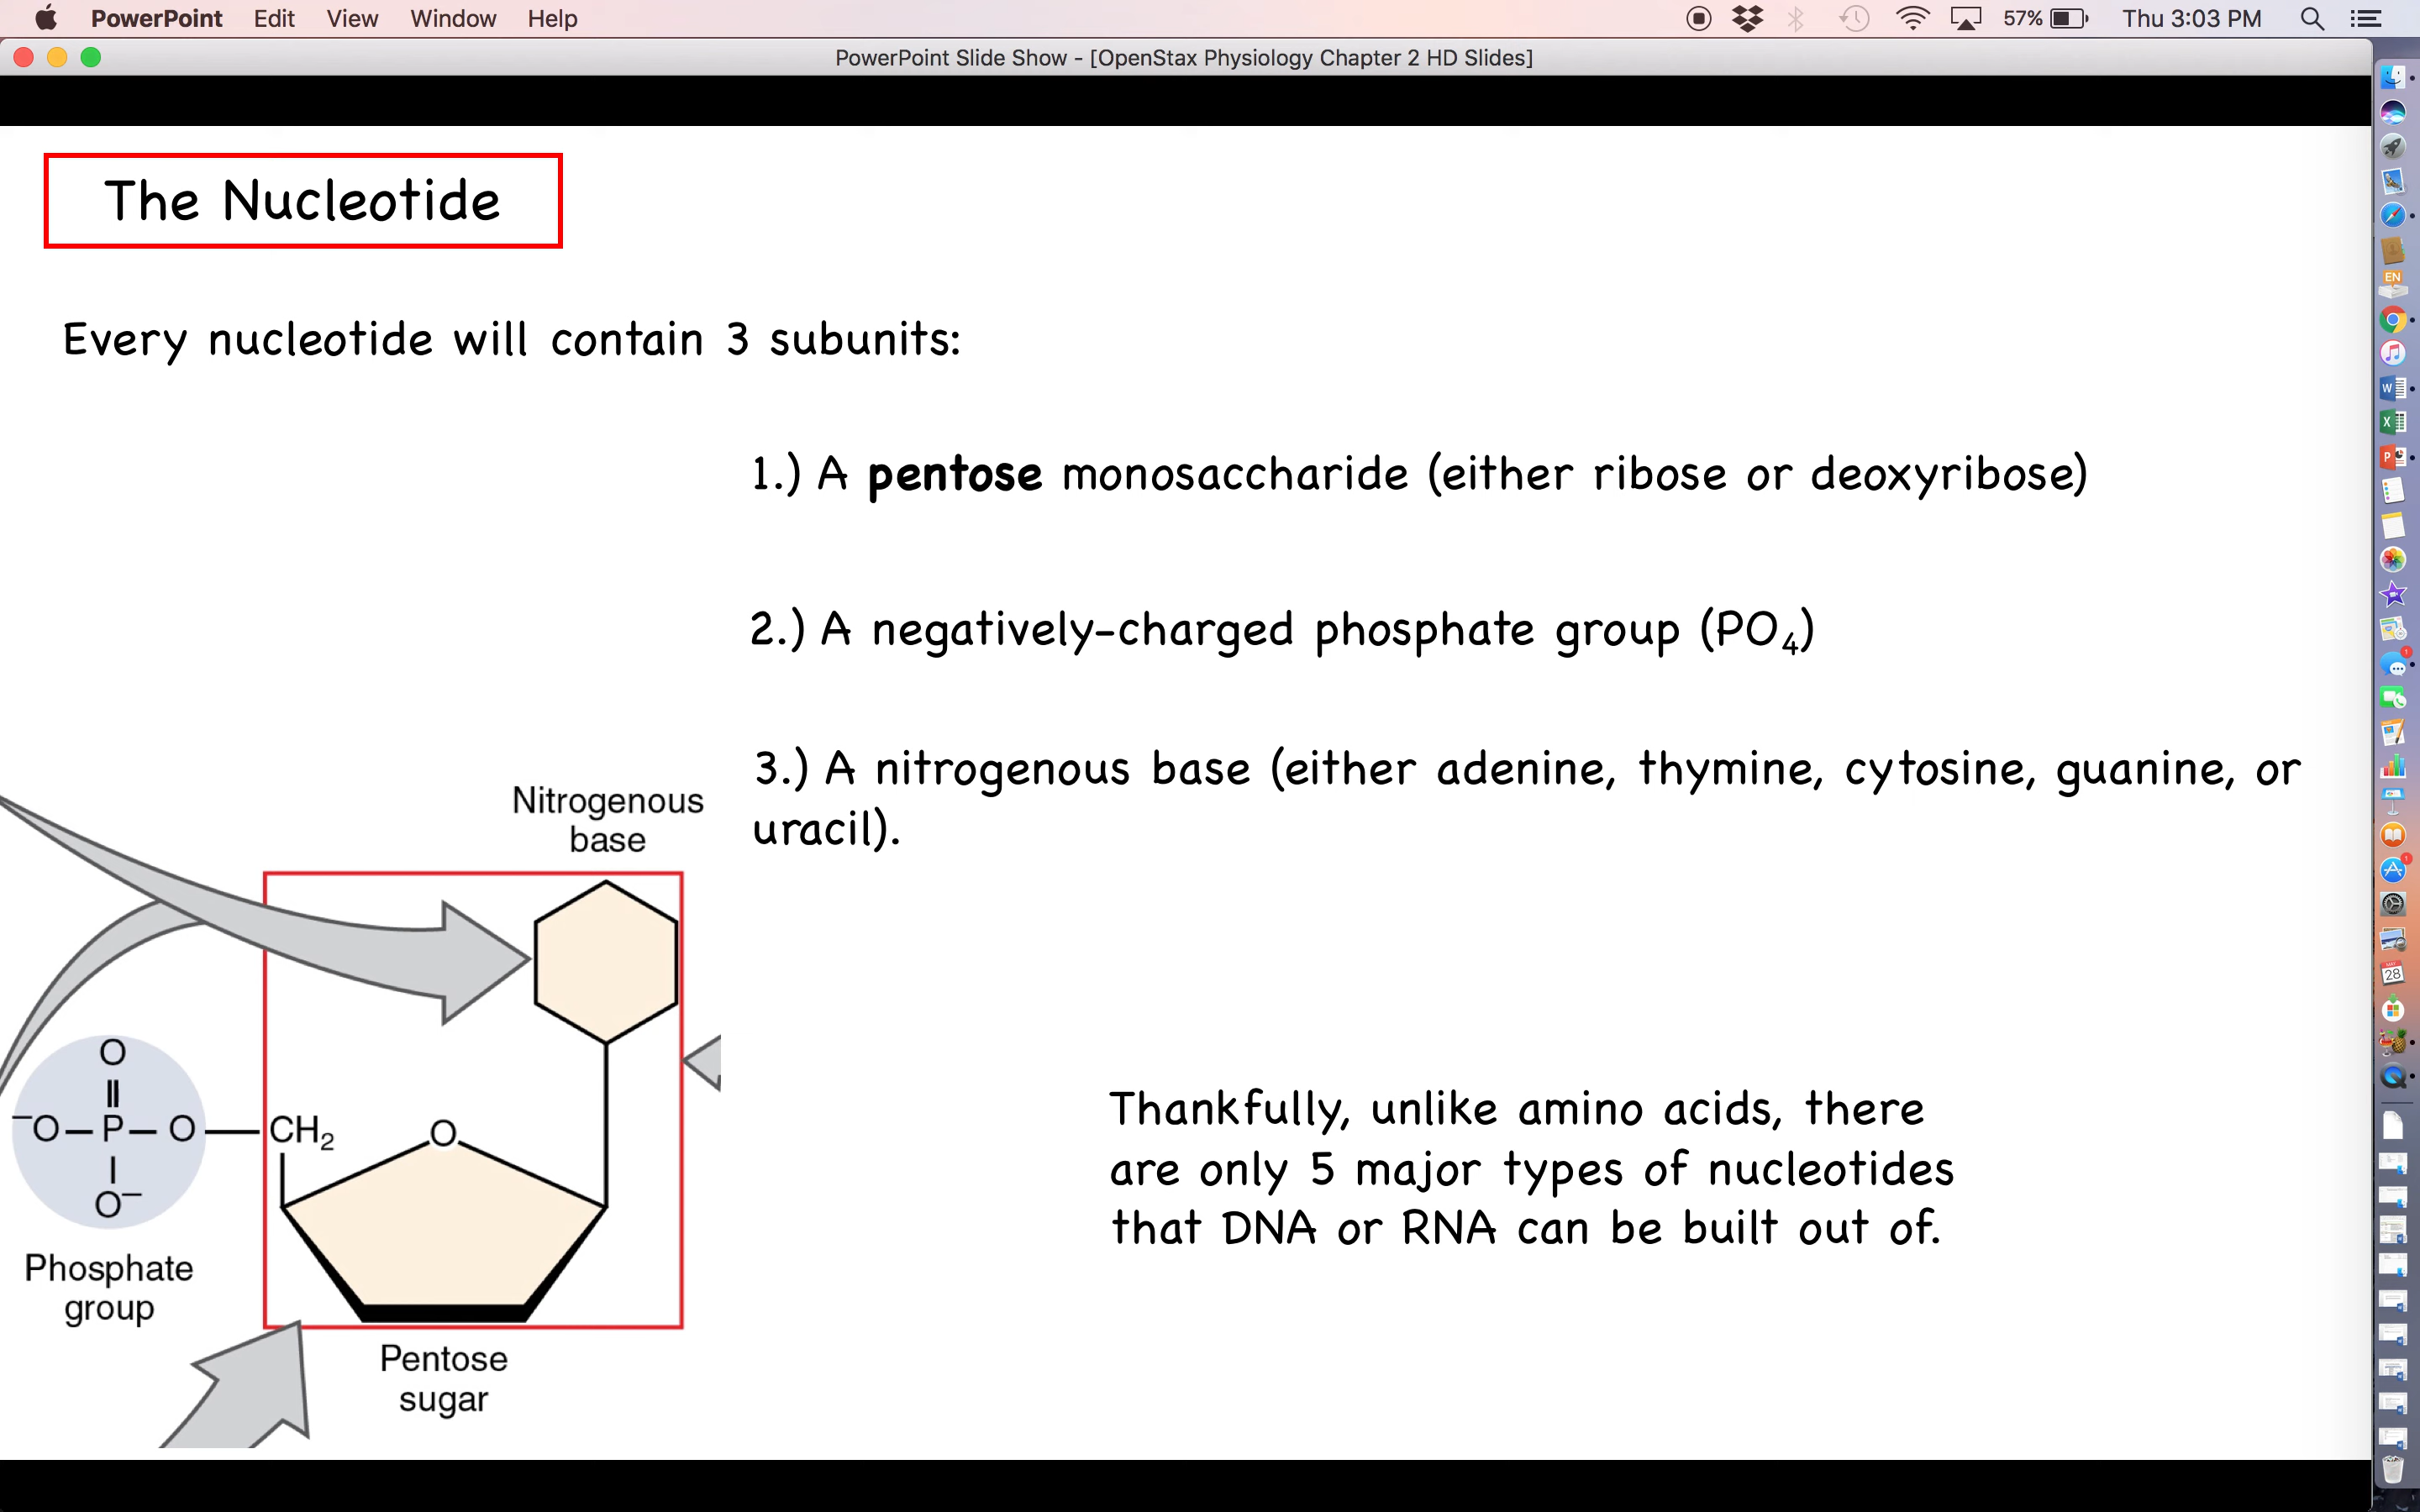 PowerPoint Edit View Window Help 57% Thu 3:03 PM
PowerPoint Slide Show - [OpenStax Physiology Chapter 2 HD Slides]
The Nucleotide
Every nucleotide will contain 3 subunits:
1.) A pentose monosaccharide (either ribose or deoxyribose)
2.) A negatively-charged phosphate group (PO₄)
3.) A nitrogenous base (either adenine, thymine, cytosine, guanine, or
uracil).
Nitrogenous
base
O
⁻O—P—O—CH₂
O
O⁻
Phosphate
group
Pentose
sugar
Thankfully, unlike amino acids, there
are only 5 major types of nucleotides
that DNA or RNA can be built out of.
EN
W
X
P
1
1
28